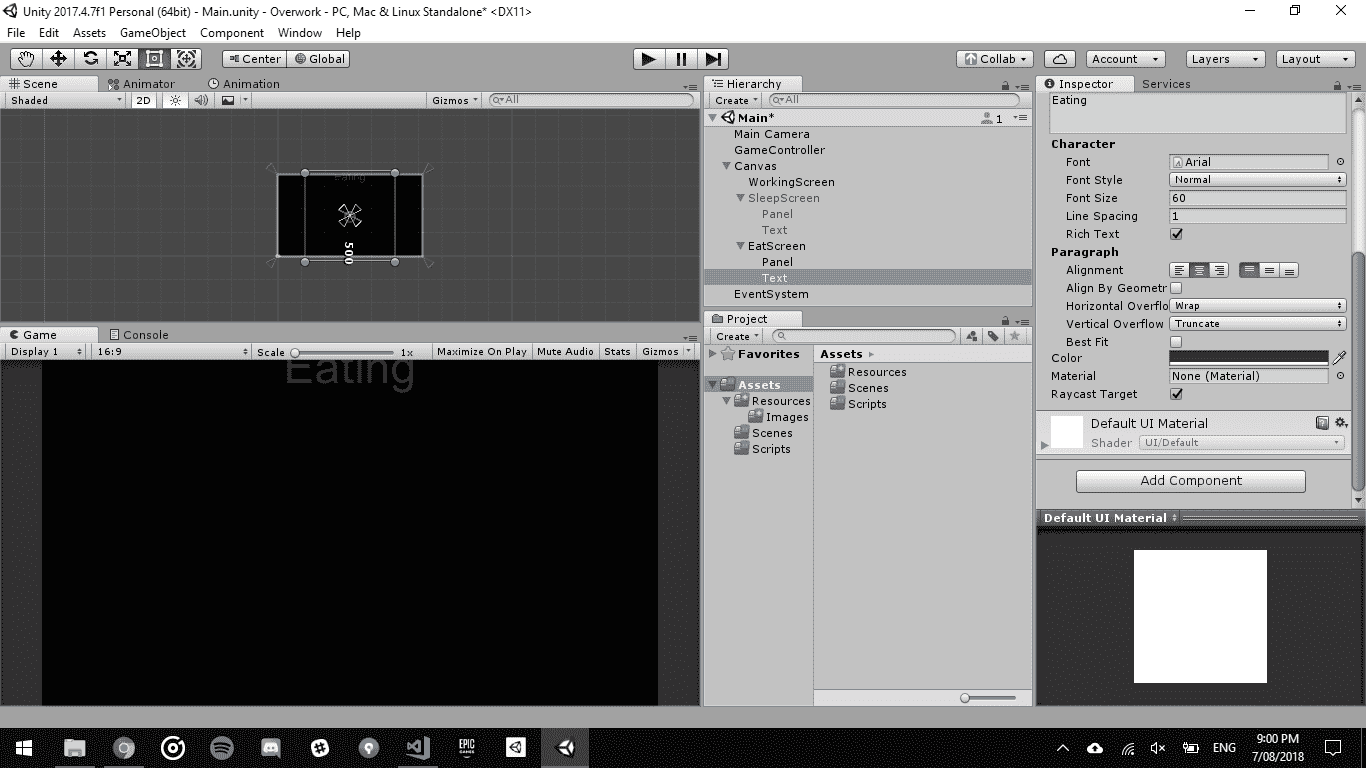 Unity 2017.4.7f1 Personal (64bit) - Main.unity - Overwork - PC, Mac & Linux Standalone* <DX11>
File Edit Assets GameObject Component Window Help
Center Global Collab Account Layers Layout
Scene Animator Animation
Shaded 2D Gizmos All
Eating
500
Game Console
Display 1 16:9 Scale 1x Maximize On Play Mute Audio Stats Gizmos
Eating
Hierarchy
Create All
Main* 1
Main Camera
GameController
Canvas
WorkingScreen
SleepScreen
Panel
Text
EatScreen
Panel
Text
EventSystem
Project
Create
Favorites
Assets
Resources
Images
Scenes
Scripts
Assets
Resources
Scenes
Scripts
Inspector Services
Eating
Character
Font Arial
Font Style Normal
Font Size 60
Line Spacing 1
Rich Text
Paragraph
Alignment
Align By Geometr
Horizontal Overflo Wrap
Vertical Overflow Truncate
Best Fit
Color
Material None (Material)
Raycast Target
Default UI Material
Shader UI/Default
Add Component
Default UI Material
EPIC
GAMES
ENG
9:00 PM
7/08/2018